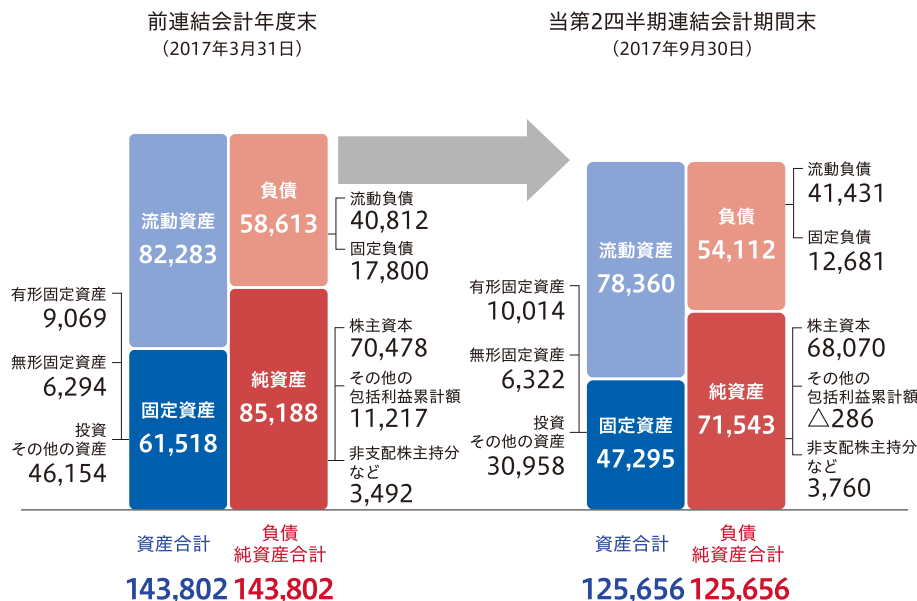 前連結会計年度末
（2017年3月31日）
流動資産
82,283
固定資産
61,518
負債
58,613
純資産
85,188
有形固定資産
9,069
無形固定資産
6,294
投資
その他の資産
46,154
流動負債
40,812
固定負債
17,800
株主資本
70,478
その他の
包括利益累計額
11,217
非支配株主持分
など
3,492
資産合計
143,802
負債
純資産合計
143,802
当第2四半期連結会計期間末
（2017年9月30日）
流動資産
78,360
固定資産
47,295
負債
54,112
純資産
71,543
有形固定資産
10,014
無形固定資産
6,322
投資
その他の資産
30,958
流動負債
41,431
固定負債
12,681
株主資本
68,070
その他の
包括利益累計額
△286
非支配株主持分
など
3,760
資産合計
125,656
負債
純資産合計
125,656